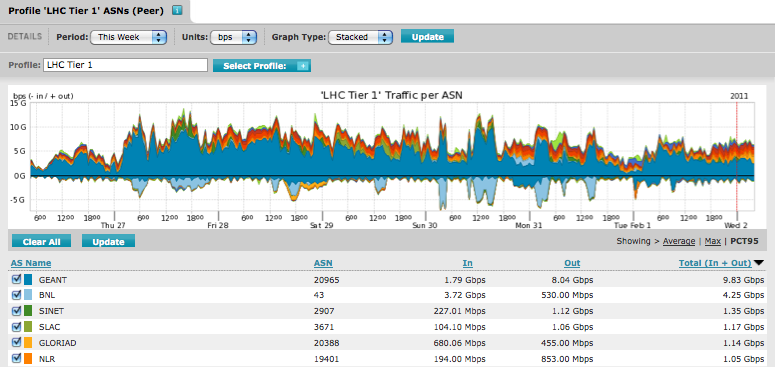 Profile 'LHC Tier 1' ASNs (Peer)
DETAILS Period: This Week Units: bps Graph Type: Stacked Update
Profile: LHC Tier 1 Select Profile: +
bps (- in / + out) 'LHC Tier 1' Traffic per ASN 2011
15 G
10 G
5 G
0 G
-5 G
600 1200 1800 600 1200 1800 600 1200 1800 600 1200 1800 600 1200 1800 600 1200 1800 600 1200 1800
Thu 27 Fri 28 Sat 29 Sun 30 Mon 31 Tue Feb 1 Wed 2
Clear All Update Showing > Average | Max | PCT95
AS Name ASN In Out Total (In + Out)
GEANT 20965 1.79 Gbps 8.04 Gbps 9.83 Gbps
BNL 43 3.72 Gbps 530.00 Mbps 4.25 Gbps
SINET 2907 227.01 Mbps 1.12 Gbps 1.35 Gbps
SLAC 3671 104.10 Mbps 1.06 Gbps 1.17 Gbps
GLORIAD 20388 680.06 Mbps 455.00 Mbps 1.14 Gbps
NLR 19401 194.00 Mbps 853.00 Mbps 1.05 Gbps